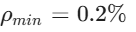 ρ_min = 0.2%